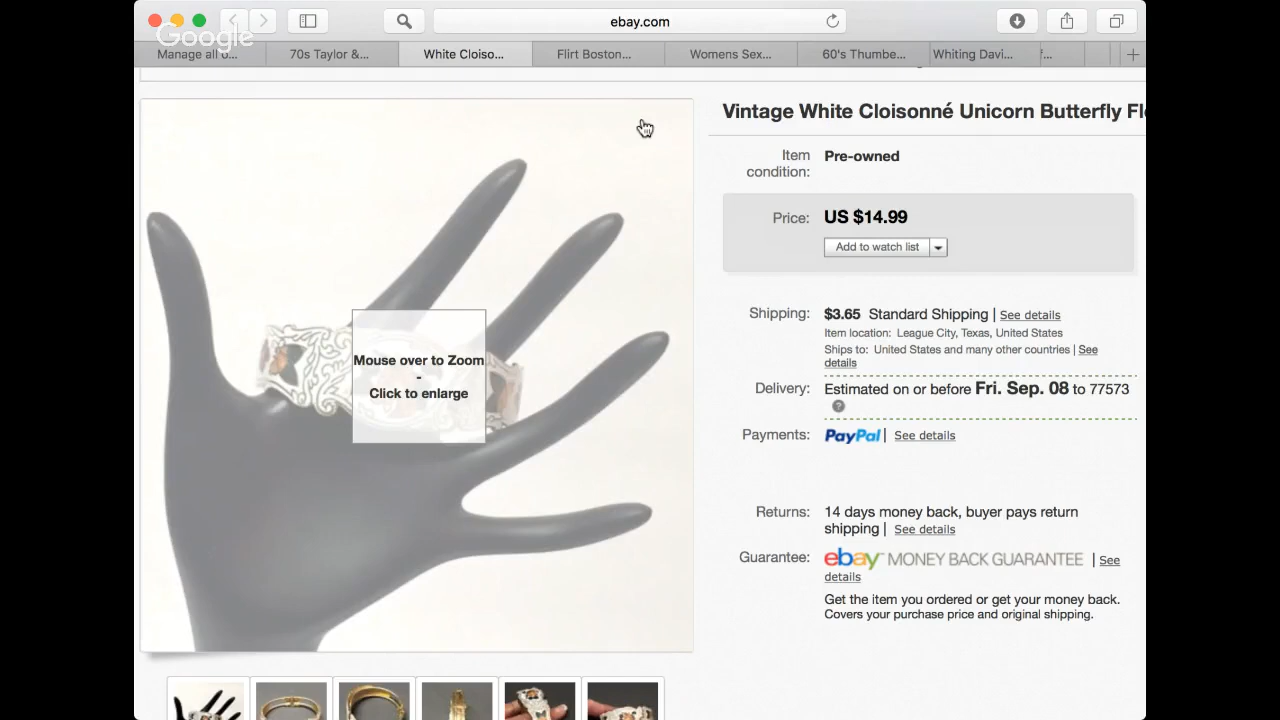 ebay.com
Google
Manage all o...
70s Taylor &...
White Cloiso...
Flirt Boston...
Womens Sex...
60's Thumbe...
Whiting Davi...
Vintage White Cloisonné Unicorn Butterfly Fl
Item condition:
Pre-owned
Price:
US $14.99
Add to watch list
Shipping:
$3.65 Standard Shipping | See details
Item location: League City, Texas, United States
Ships to: United States and many other countries | See
details
Delivery:
Estimated on or before Fri. Sep. 08 to 77573
?
Payments:
PayPal | See details
Returns:
14 days money back, buyer pays return
shipping | See details
Guarantee:
ebay MONEY BACK GUARANTEE | See
details
Get the item you ordered or get your money back.
Covers your purchase price and original shipping.
Mouse over to Zoom
-
Click to enlarge